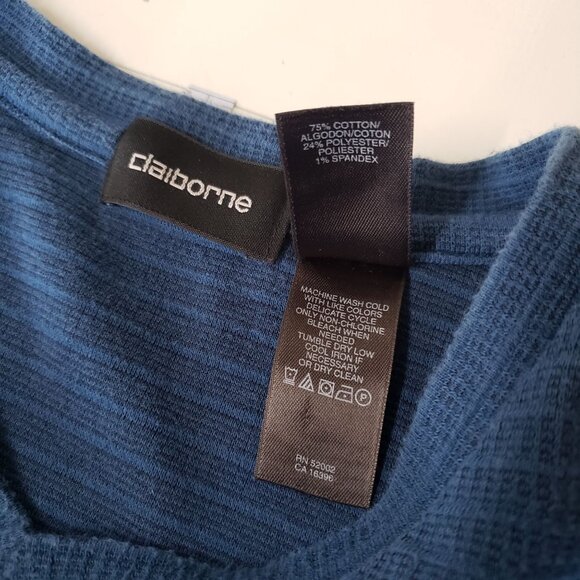 claiborne
75% COTTON/
ALGODON/COTON
24% POLYESTER/
POLIESTER
1% SPANDEX
MACHINE WASH COLD
WITH LIKE COLORS
DELICATE CYCLE
ONLY NON-CHLORINE
BLEACH WHEN
NEEDED
TUMBLE DRY LOW
COOL IRON IF
NECESSARY
OR DRY CLEAN
P
RN 52002
CA 16396